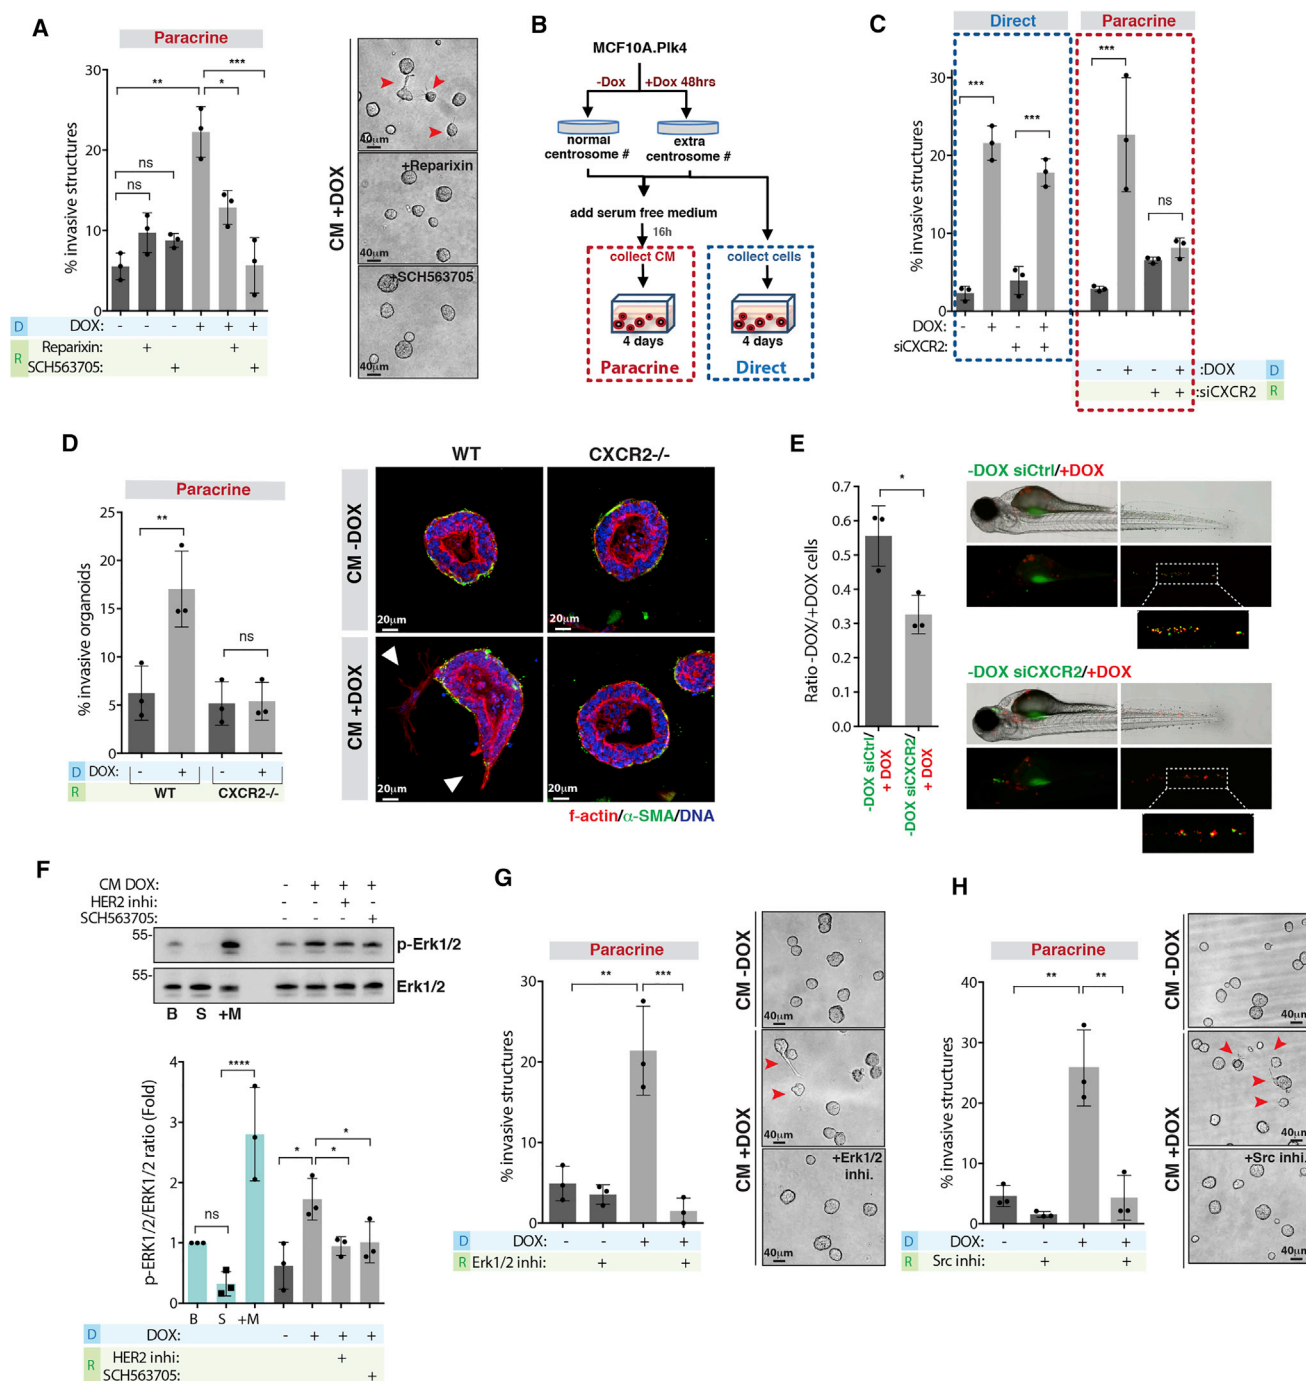 A
Paracrine
% invasive structures
30
20
10
0
**
***
*
ns
ns
D DOX: - - - + + +
R Reparixin: + +
SCH563705: + +
CM +DOX
40μm
+Reparixin
40μm
+SCH563705
40μm
B
MCF10A.Plk4
-Dox +Dox 48hrs
normal centrosome #
extra centrosome #
add serum free medium
16h
collect CM
collect cells
4 days
4 days
Paracrine
Direct
C
Direct
Paracrine
% invasive structures
30
20
10
0
***
***
***
ns
DOX: - + - +
siCXCR2: + +
- + - + :DOX D
+ + :siCXCR2 R
D
Paracrine
% invasive organoids
25
20
15
10
5
0
**
ns
D DOX: - + - +
R WT CXCR2-/-
WT
CXCR2-/-
CM -DOX
CM +DOX
20μm
20μm
20μm
20μm
f-actin/α-SMA/DNA
E
Ratio -DOX/+DOX cells
0.7
0.6
0.5
0.4
0.3
0.2
0.1
0.0
*
-DOX siCtrl/
+ DOX
-DOX siCXCR2/
+ DOX
-DOX siCtrl/+DOX
-DOX siCXCR2/+DOX
F
CM DOX: - + + +
HER2 inhi: - - + -
SCH563705: - - - +
55-
p-Erk1/2
55-
Erk1/2
B S +M
p-ERK1/2/ERK1/2 ratio (Fold)
4
3
2
1
0
****
ns
*
*
*
B S +M
D DOX: - + + +
R HER2 inhi: +
SCH563705: +
G
Paracrine
% invasive structures
30
20
10
0
**
***
D DOX: - - + +
R Erk1/2 inhi: + +
CM -DOX
CM +DOX
40μm
40μm
+Erk1/2 inhi.
40μm
H
Paracrine
% invasive structures
40
30
20
10
0
**
**
D DOX: - - + +
R Src inhi: + +
CM -DOX
CM +DOX
40μm
40μm
+Src inhi.
40μm